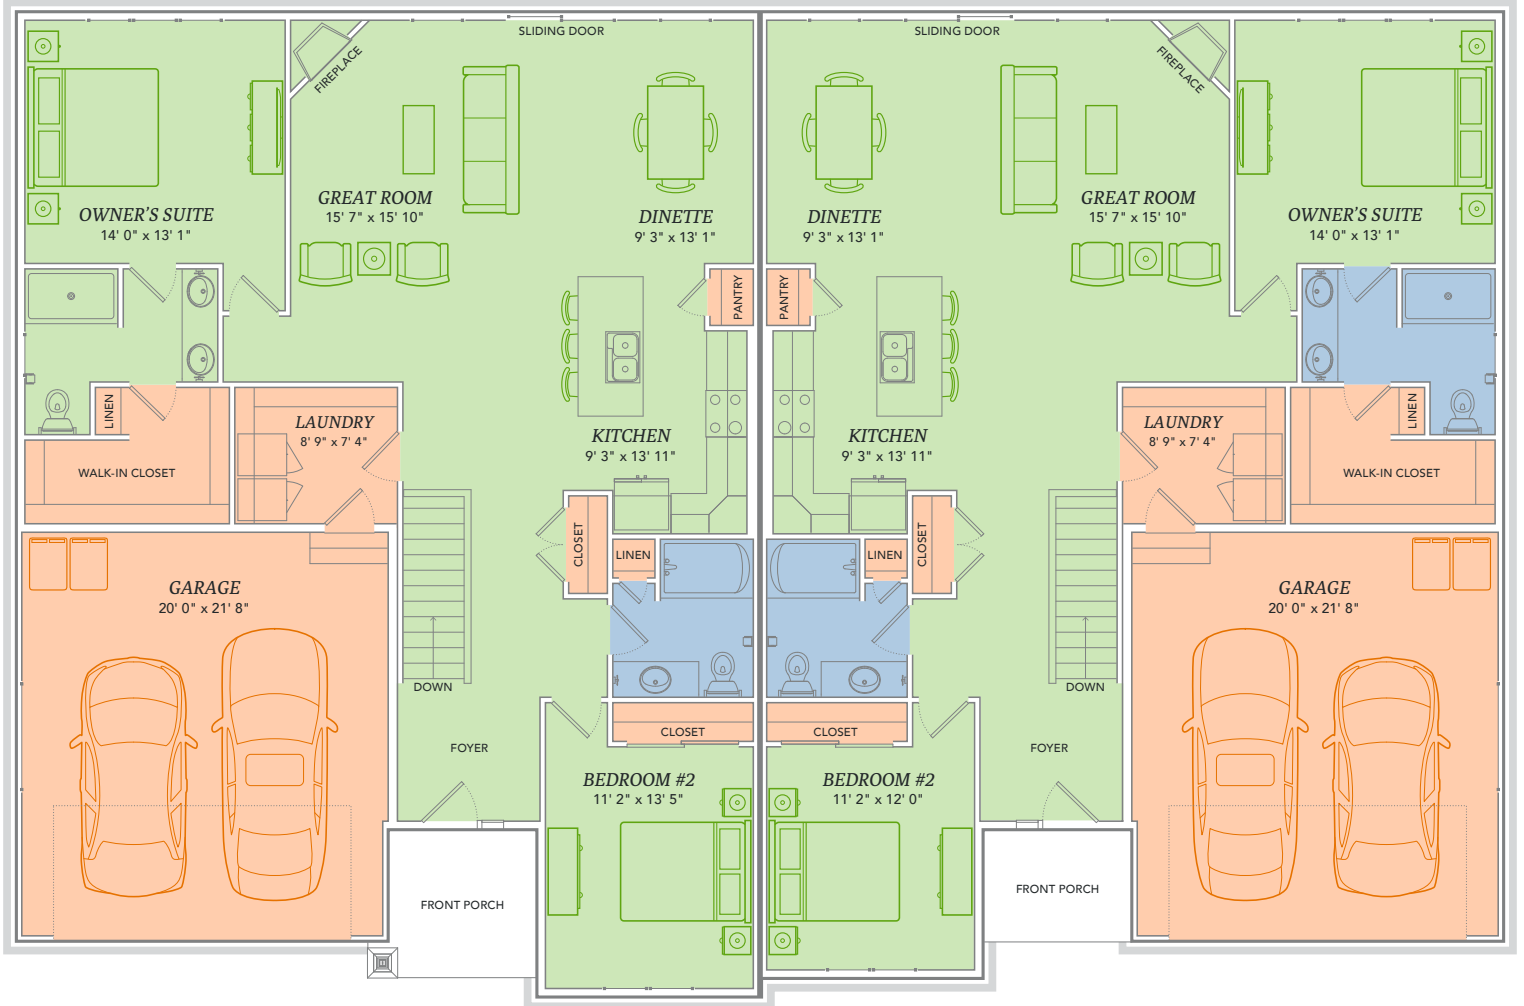 SLIDING DOOR
SLIDING DOOR
FIREPLACE
FIREPLACE
OWNER'S SUITE
14' 0" x 13' 1"
GREAT ROOM
15' 7" x 15' 10"
DINETTE
9' 3" x 13' 1"
DINETTE
9' 3" x 13' 1"
GREAT ROOM
15' 7" x 15' 10"
OWNER'S SUITE
14' 0" x 13' 1"
PANTRY
PANTRY
LINEN
LAUNDRY
8' 9" x 7' 4"
KITCHEN
9' 3" x 13' 11"
KITCHEN
9' 3" x 13' 11"
LAUNDRY
8' 9" x 7' 4"
LINEN
WALK-IN CLOSET
WALK-IN CLOSET
CLOSET
LINEN
LINEN
CLOSET
GARAGE
20' 0" x 21' 8"
GARAGE
20' 0" x 21' 8"
DOWN
DOWN
CLOSET
CLOSET
FOYER
FOYER
BEDROOM #2
11' 2" x 13' 5"
BEDROOM #2
11' 2" x 12' 0"
FRONT PORCH
FRONT PORCH